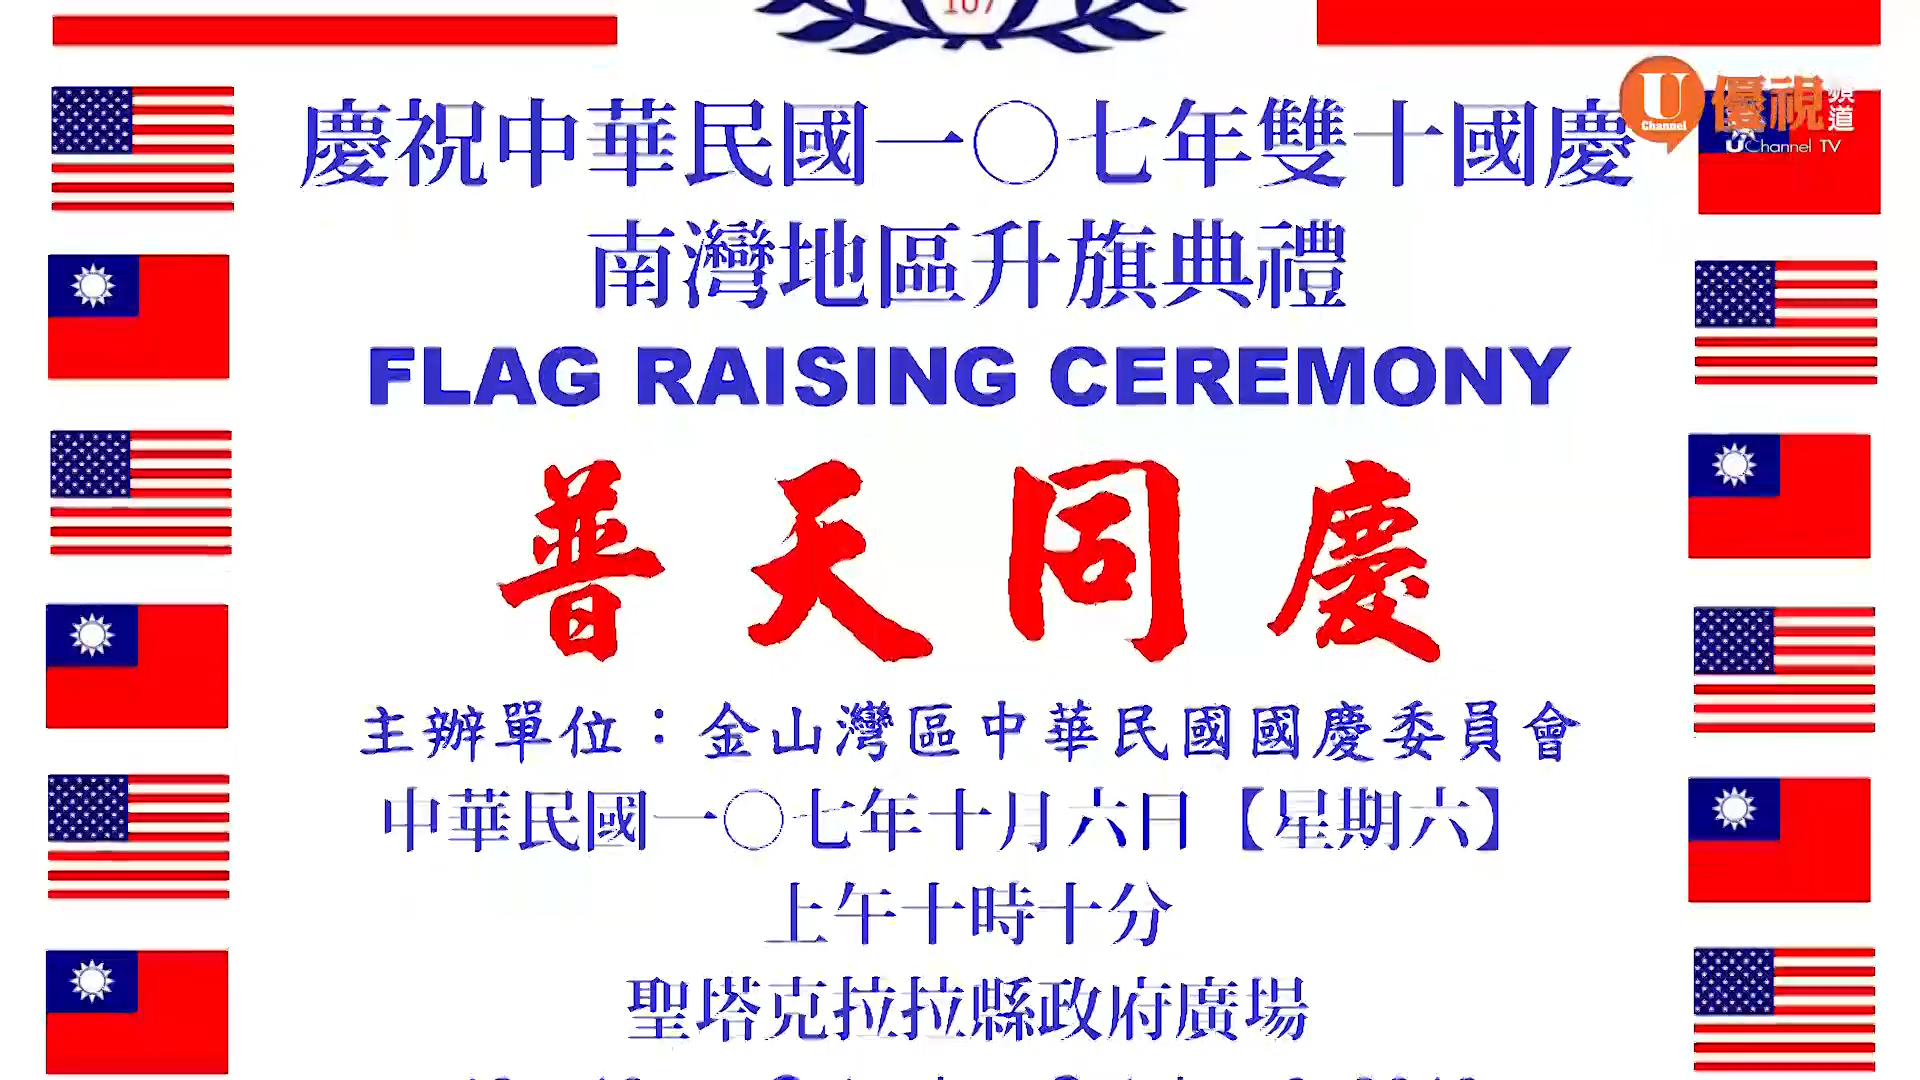 107
慶祝中華民國一〇七年雙十國慶
優視頻道
U Channel
UChannel TV
南灣地區升旗典禮
FLAG RAISING CEREMONY
普天同慶
主辦單位：金山灣區中華民國國慶委員會
中華民國一〇七年十月六日【星期六】
上午十時十分
聖塔克拉拉縣政府廣場